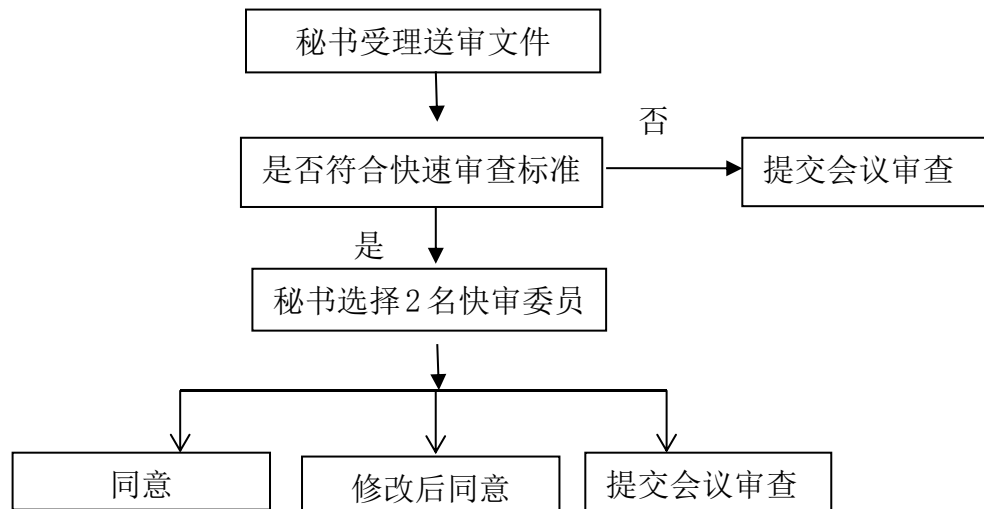 秘书受理送审文件
否
是否符合快速审查标准
提交会议审查
是
秘书选择2名快审委员
同意
修改后同意
提交会议审查